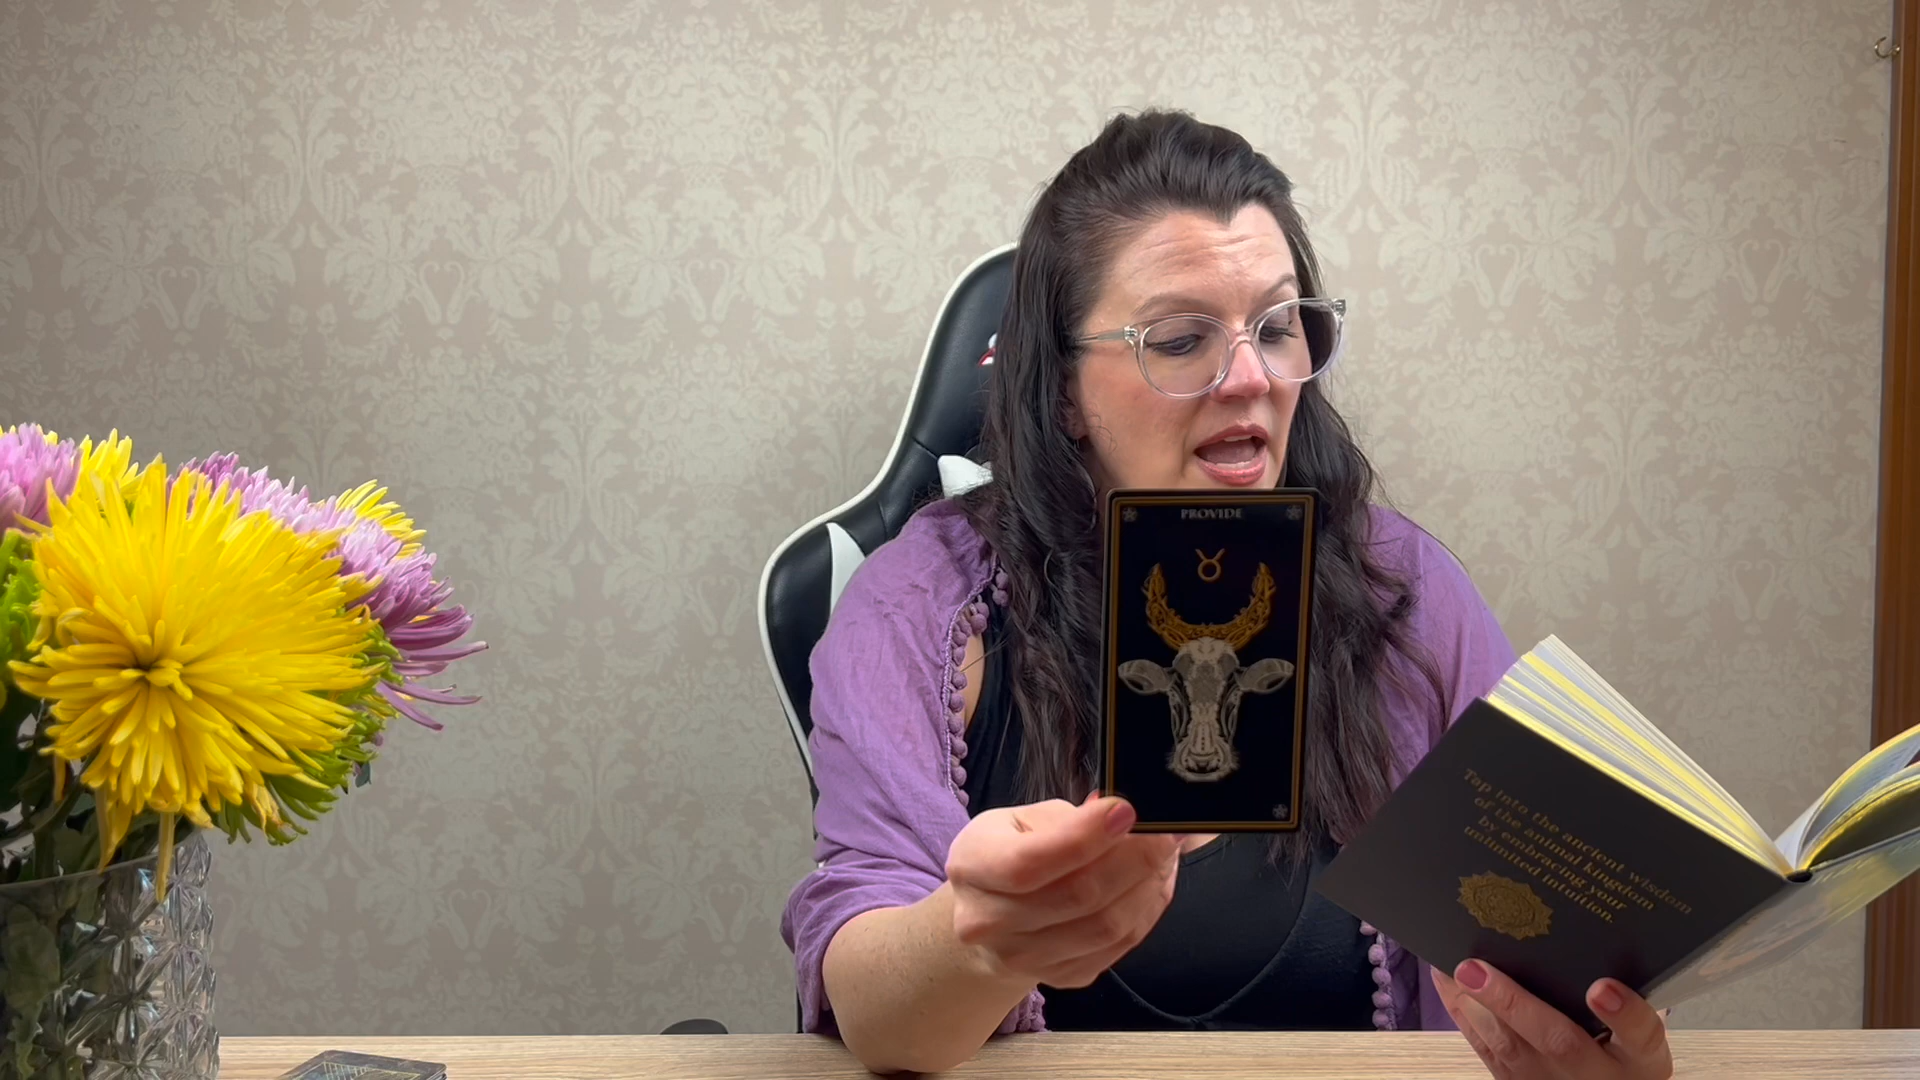 PROVIDE
Tap into the ancient wisdom
of the animal kingdom
by embracing your
unlimited intuition.